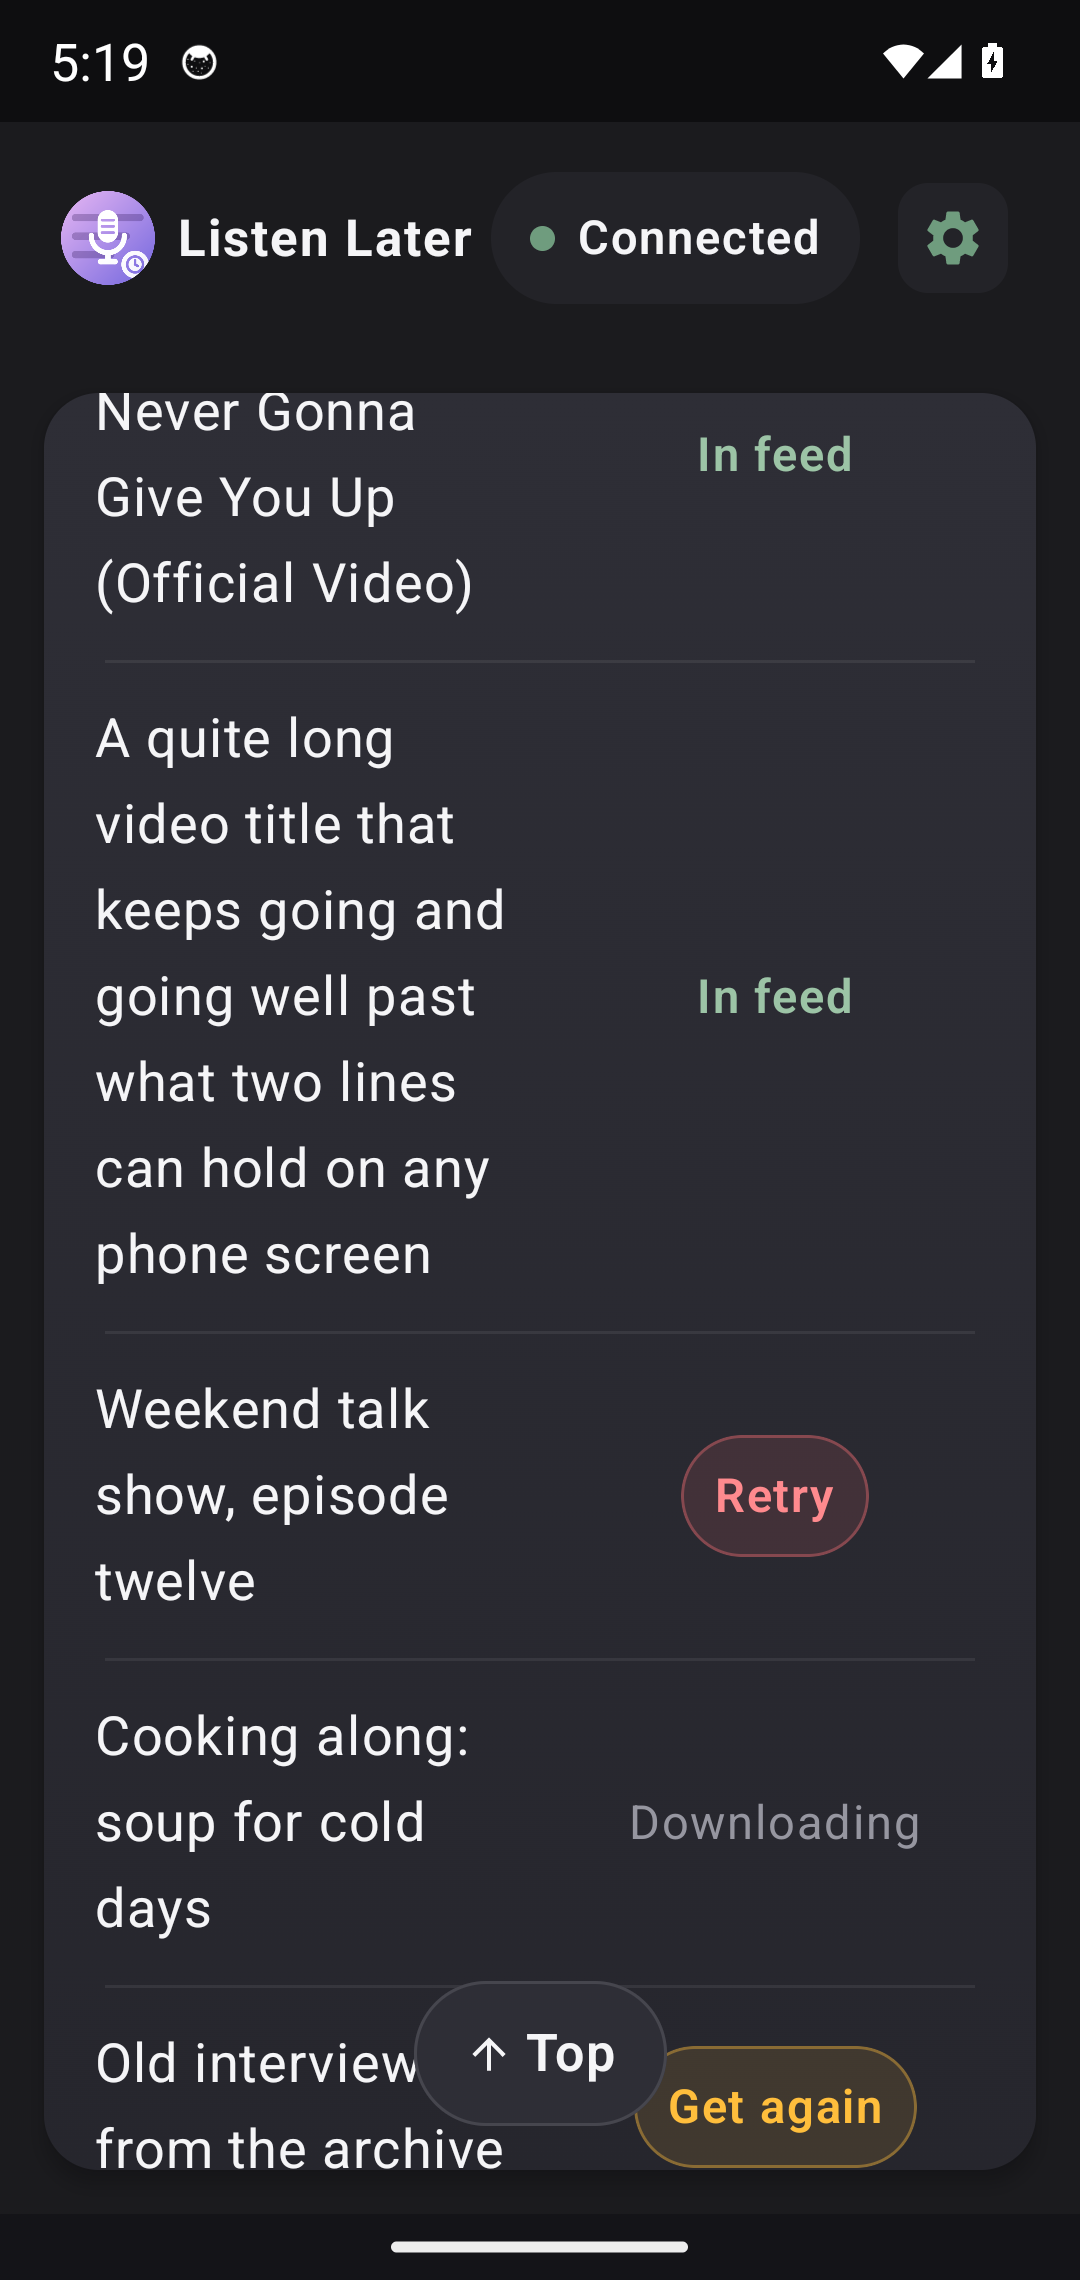 5:19
Listen Later
Connected
Never Gonna
Give You Up
(Official Video)
In feed
A quite long
video title that
keeps going and
going well past
what two lines
can hold on any
phone screen
In feed
Weekend talk
show, episode
twelve
Retry
Cooking along:
soup for cold
days
Downloading
Old interview
from the archive
Get again
↑ Top